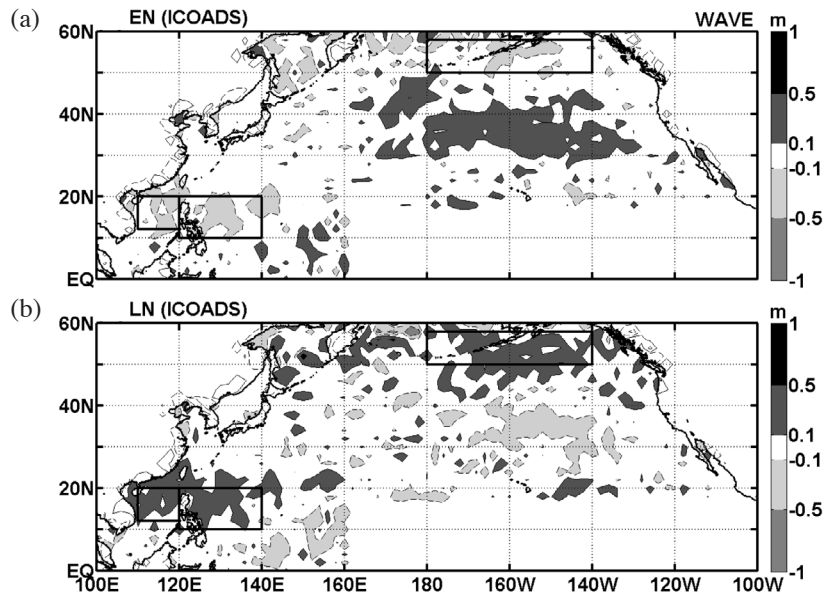 (a) EN (ICOADS) WAVE m
60N 1
0.5
40N 0.1
-0.1
20N -0.5
EQ -1
(b) LN (ICOADS) m
60N 1
0.5
40N 0.1
-0.1
20N -0.5
EQ -1
100E 120E 140E 160E 180 160W 140W 120W 100W